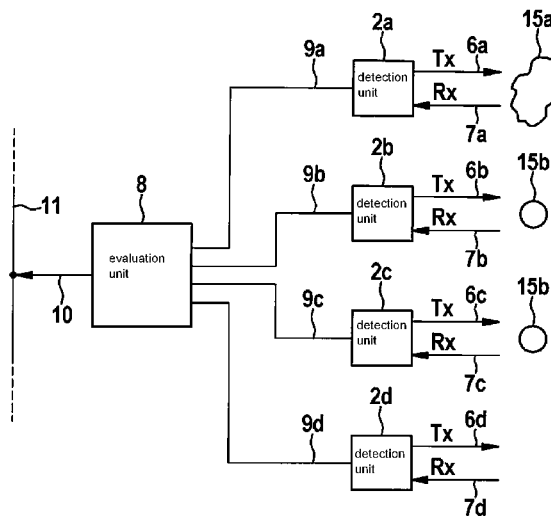 2a
6a
15a
9a
Tx
detection
unit
Rx
7a
2b
6b
15b
9b
Tx
detection
unit
Rx
7b
11
8
evaluation
unit
10
2c
6c
15b
9c
Tx
detection
unit
Rx
7c
2d
6d
9d
Tx
detection
unit
Rx
7d